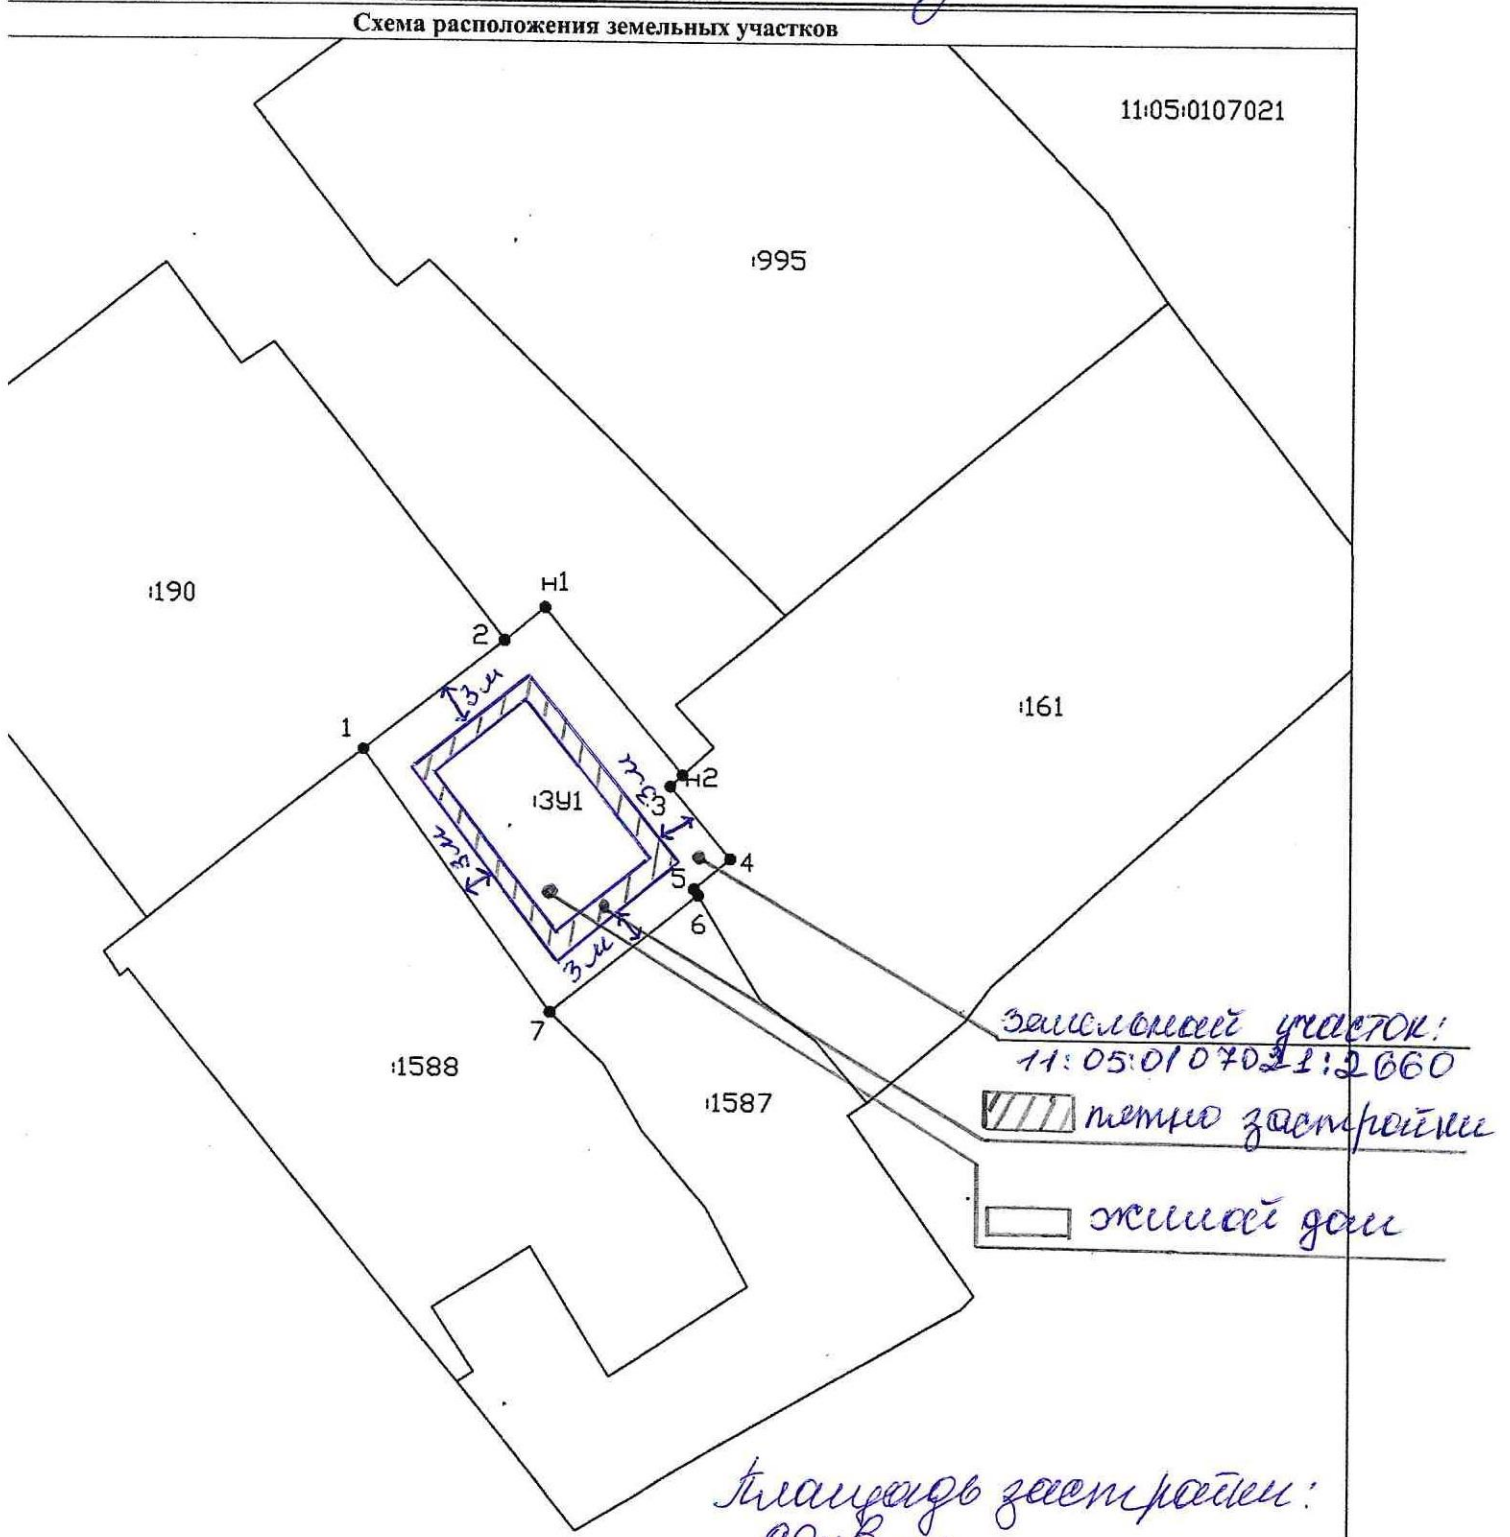 Схема расположения земельных участков
11:05:0107021
:995
:190
н1
2
3м
:161
1
3м
н2
3
:ЗУ1
3м
4
5
6
3м
7
земельный участок:
11:05:0107021:2660
:1588
:1587
пятно застройки
жилой дом
Площадь застройки: